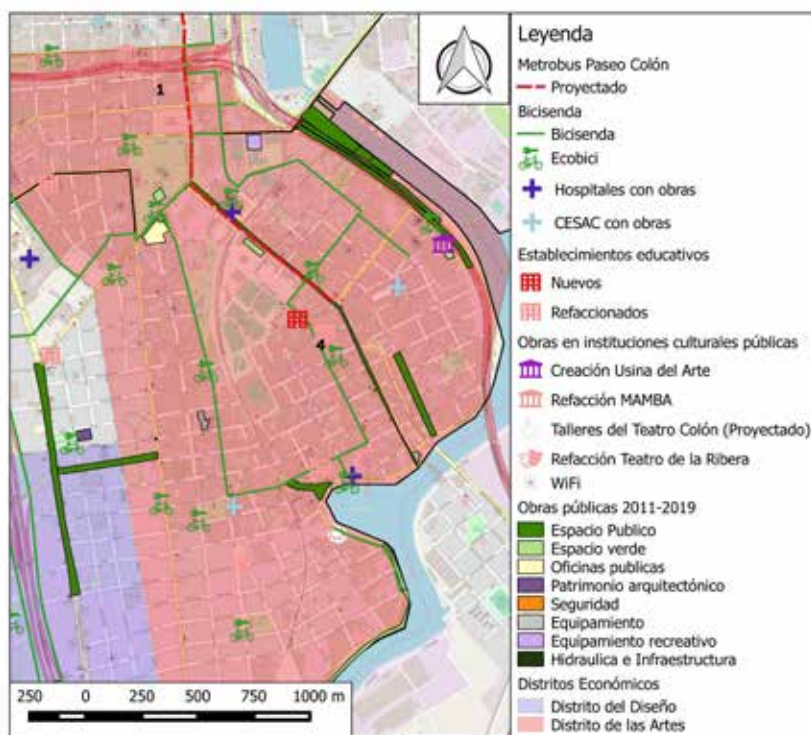 1
4
250 0 250 500 750 1000 m
Leyenda
Metrobus Paseo Colón
Proyectado
Bicisenda
Bicisenda
Ecobici
Hospitales con obras
CESAC con obras
Establecimientos educativos
Nuevos
Refaccionados
Obras en instituciones culturales públicas
Creación Usina del Arte
Refacción MAMBA
Talleres del Teatro Colón (Proyectado)
Refacción Teatro de la Ribera
WiFi
Obras públicas 2011-2019
Espacio Publico
Espacio verde
Oficinas publicas
Patrimonio arquitectónico
Seguridad
Equipamiento
Equipamiento recreativo
Hidraulica e Infraestructura
Distritos Económicos
Distrito del Diseño
Distrito de las Artes